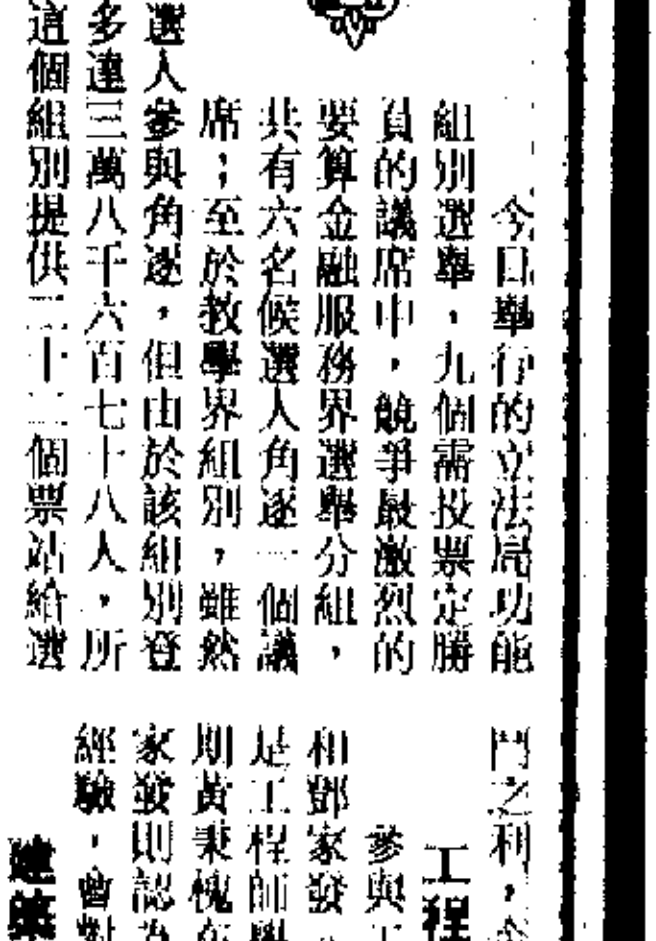 今日舉行的立法局功能
組別選舉，九個需投票定勝
負的議席中，競爭最激烈的
要算金融服務界選舉分組，
共有六名候選人角逐一個議
席；至於教學界組別，雖然
選人參與角逐，但由於該組別登
多達三萬八千六百七十八人，所
這個組別提供二十二個票站給選
鬥之利，
工程
參與工
和鄧家發，
是工程師學
期黃秉槐在
家發則認為
經驗，會對
建築